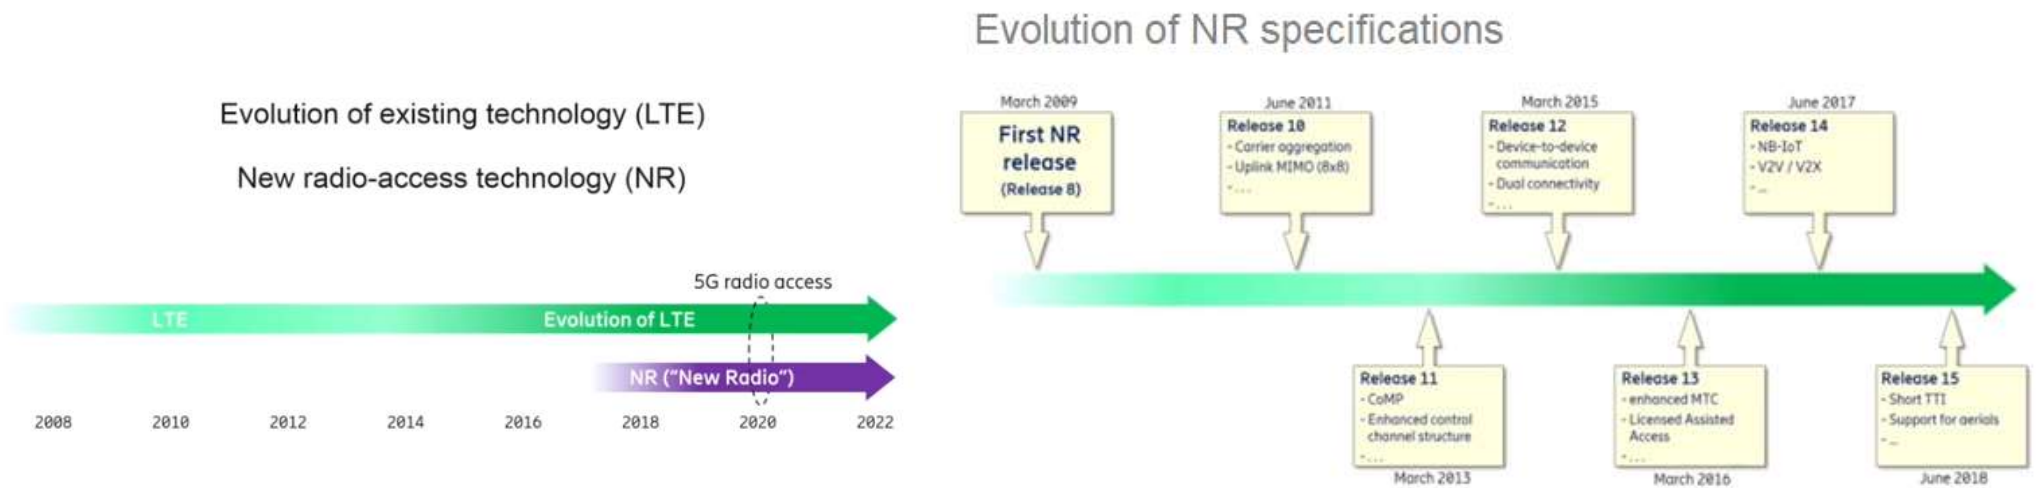 Evolution of existing technology (LTE)
New radio-access technology (NR)
5G radio access
LTE
Evolution of LTE
NR ("New Radio")
2008
2010
2012
2014
2016
2018
2020
2022
Evolution of NR specifications
March 2009
First NR
release
(Release 8)
June 2011
Release 10
- Carrier aggregation
- Uplink MIMO (8x8)
- ...
March 2015
Release 12
- Device-to-device
communication
- Dual connectivity
- ...
June 2017
Release 14
- NB-IoT
- V2V / V2X
- ...
Release 11
- CoMP
- Enhanced control
channel structure
- ...
March 2013
Release 13
- enhanced MTC
- Licensed Assisted
Access
- ...
March 2016
Release 15
- Short TTI
- Support for aerials
- ...
June 2018